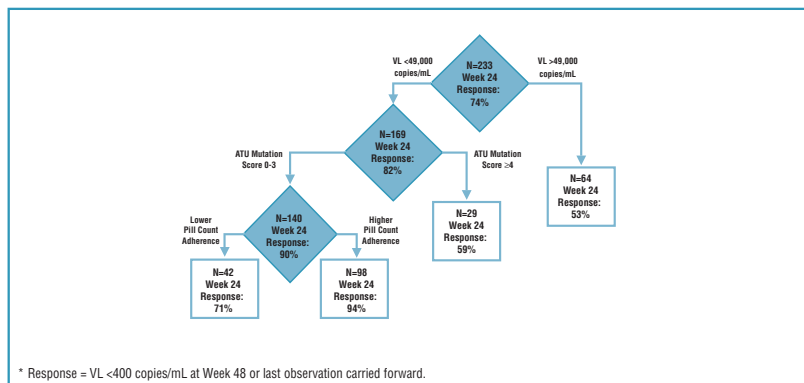 VL <49,000
copies/mL
N=233
Week 24
Response:
74%
VL >49,000
copies/mL
ATU Mutation
Score 0-3
N=169
Week 24
Response:
82%
ATU Mutation
Score ≥4
N=64
Week 24
Response:
53%
Lower
Pill Count
Adherence
N=140
Week 24
Response:
90%
Higher
Pill Count
Adherence
N=29
Week 24
Response:
59%
N=42
Week 24
Response:
71%
N=98
Week 24
Response:
94%
* Response = VL <400 copies/mL at Week 48 or last observation carried forward.